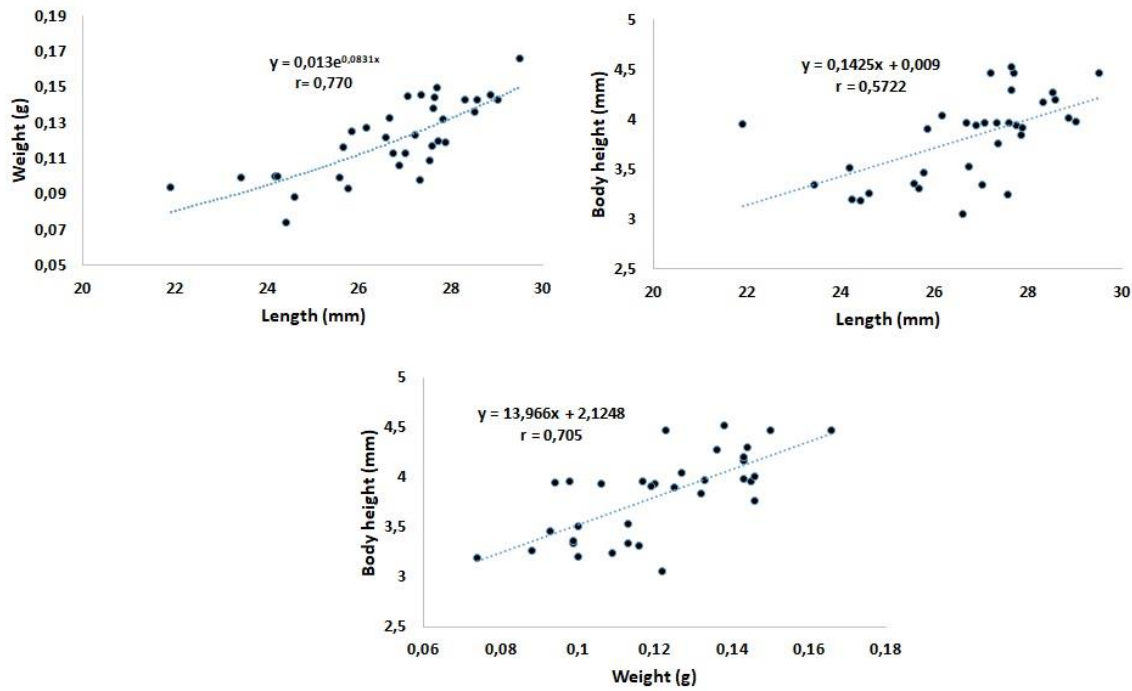 0,19
0,17
0,15
0,13
0,11
0,09
0,07
0,05
Weight (g)
y = 0,013e^0,0831x
r= 0,770
20 22 24 26 28 30
Length (mm)
5
4,5
4
3,5
3
2,5
Body height (mm)
y = 0,1425x + 0,009
r = 0,5722
20 22 24 26 28 30
Length (mm)
5
4,5
4
3,5
3
2,5
Body height (mm)
y = 13,966x + 2,1248
r = 0,705
0,06 0,08 0,1 0,12 0,14 0,16 0,18
Weight (g)